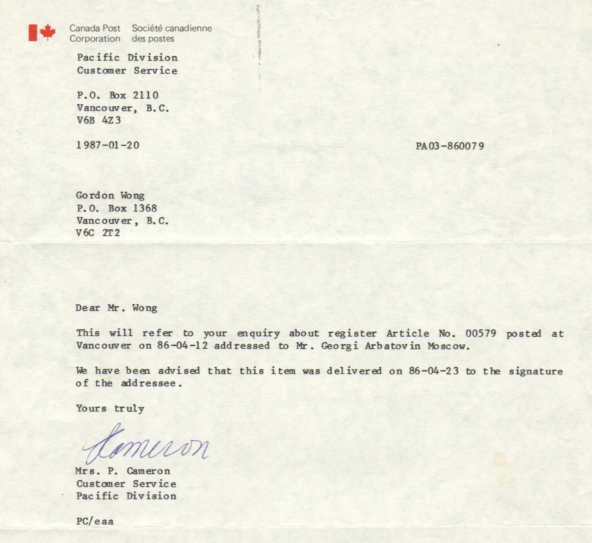 Canada Post Société canadienne
Corporation des postes
Pacific Division
Customer Service
P.O. Box 2110
Vancouver, B.C.
V6B 4Z3
1987-01-20 PA03-860079
Gordon Wong
P.O. Box 1368
Vancouver, B.C.
V6C 2T2
Dear Mr. Wong
This will refer to your enquiry about register Article No. 00579 posted at
Vancouver on 86-04-12 addressed to Mr. Georgi Arbatovin Moscow.
We have been advised that this item was delivered on 86-04-23 to the signature
of the addressee.
Yours truly
Cameron
Mrs. P. Cameron
Customer Service
Pacific Division
PC/eaa